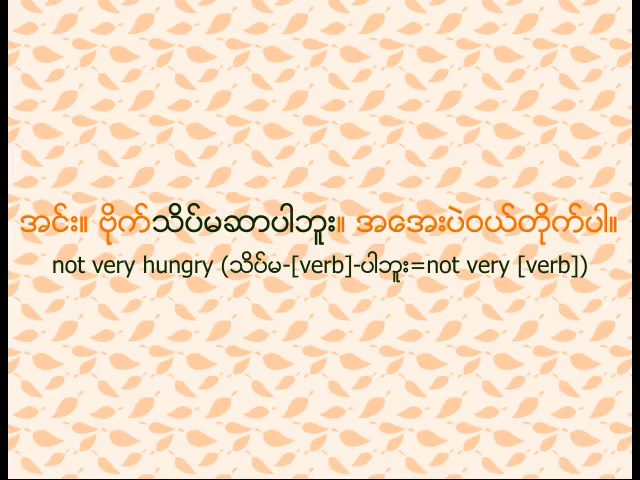 အင်း။ ဗိုက်သိပ်မဆာပါဘူး။ အအေးပဲဝယ်တိုက်ပါ။
not very hungry (သိပ်မ-[verb]-ပါဘူး=not very [verb])